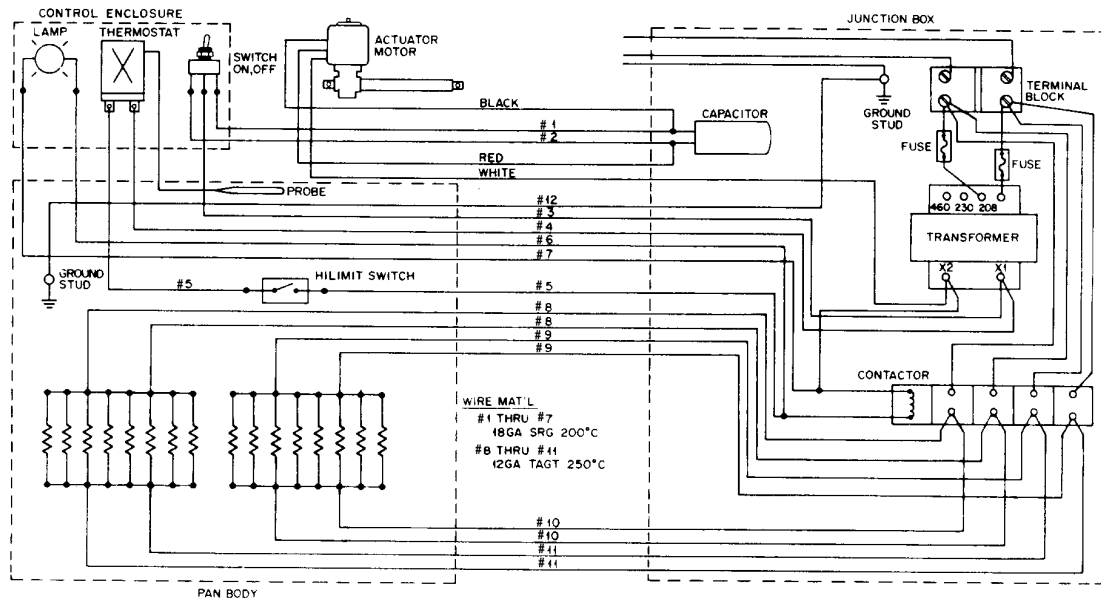 CONTROL ENCLOSURE
LAMP
THERMOSTAT
SWITCH
ON,OFF
ACTUATOR
MOTOR
JUNCTION BOX
TERMINAL
BLOCK
GROUND
STUD
BLACK
#1
#2
CAPACITOR
FUSE
FUSE
RED
WHITE
PROBE
#12
#3
#4
#6
#7
460 230 208
TRANSFORMER
X2 X1
GROUND
STUD
HILIMIT SWITCH
#5
#5
#8
#8
#9
#9
CONTACTOR
WIRE MAT'L
#1 THRU #7
18GA SRG 200°C
#8 THRU #11
12GA TAGT 250°C
#10
#10
#11
#11
PAN BODY